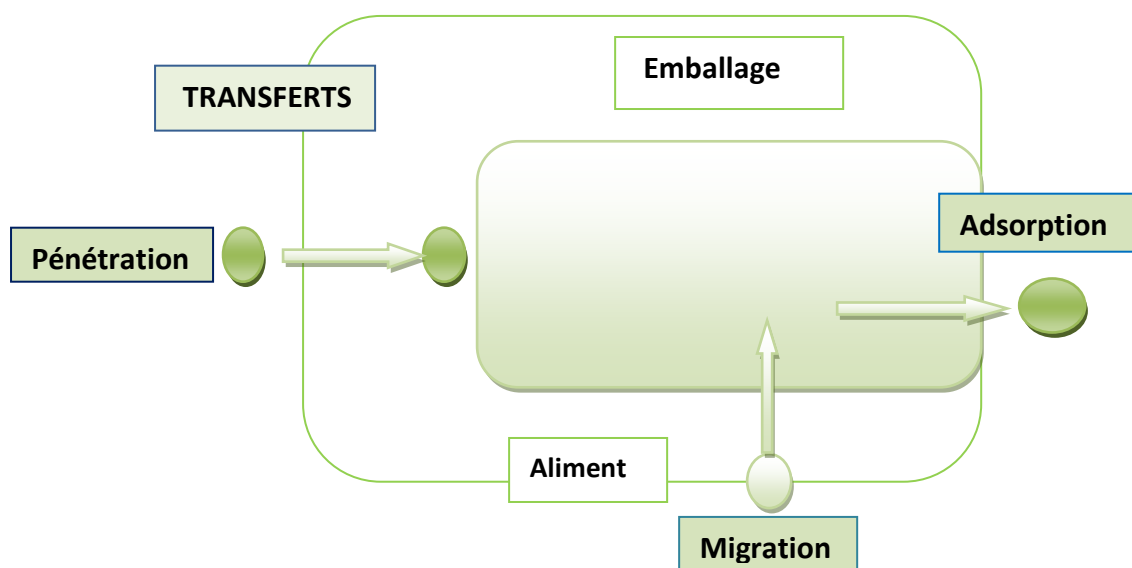 Emballage
TRANSFERTS
Adsorption
Pénétration
Aliment
Migration